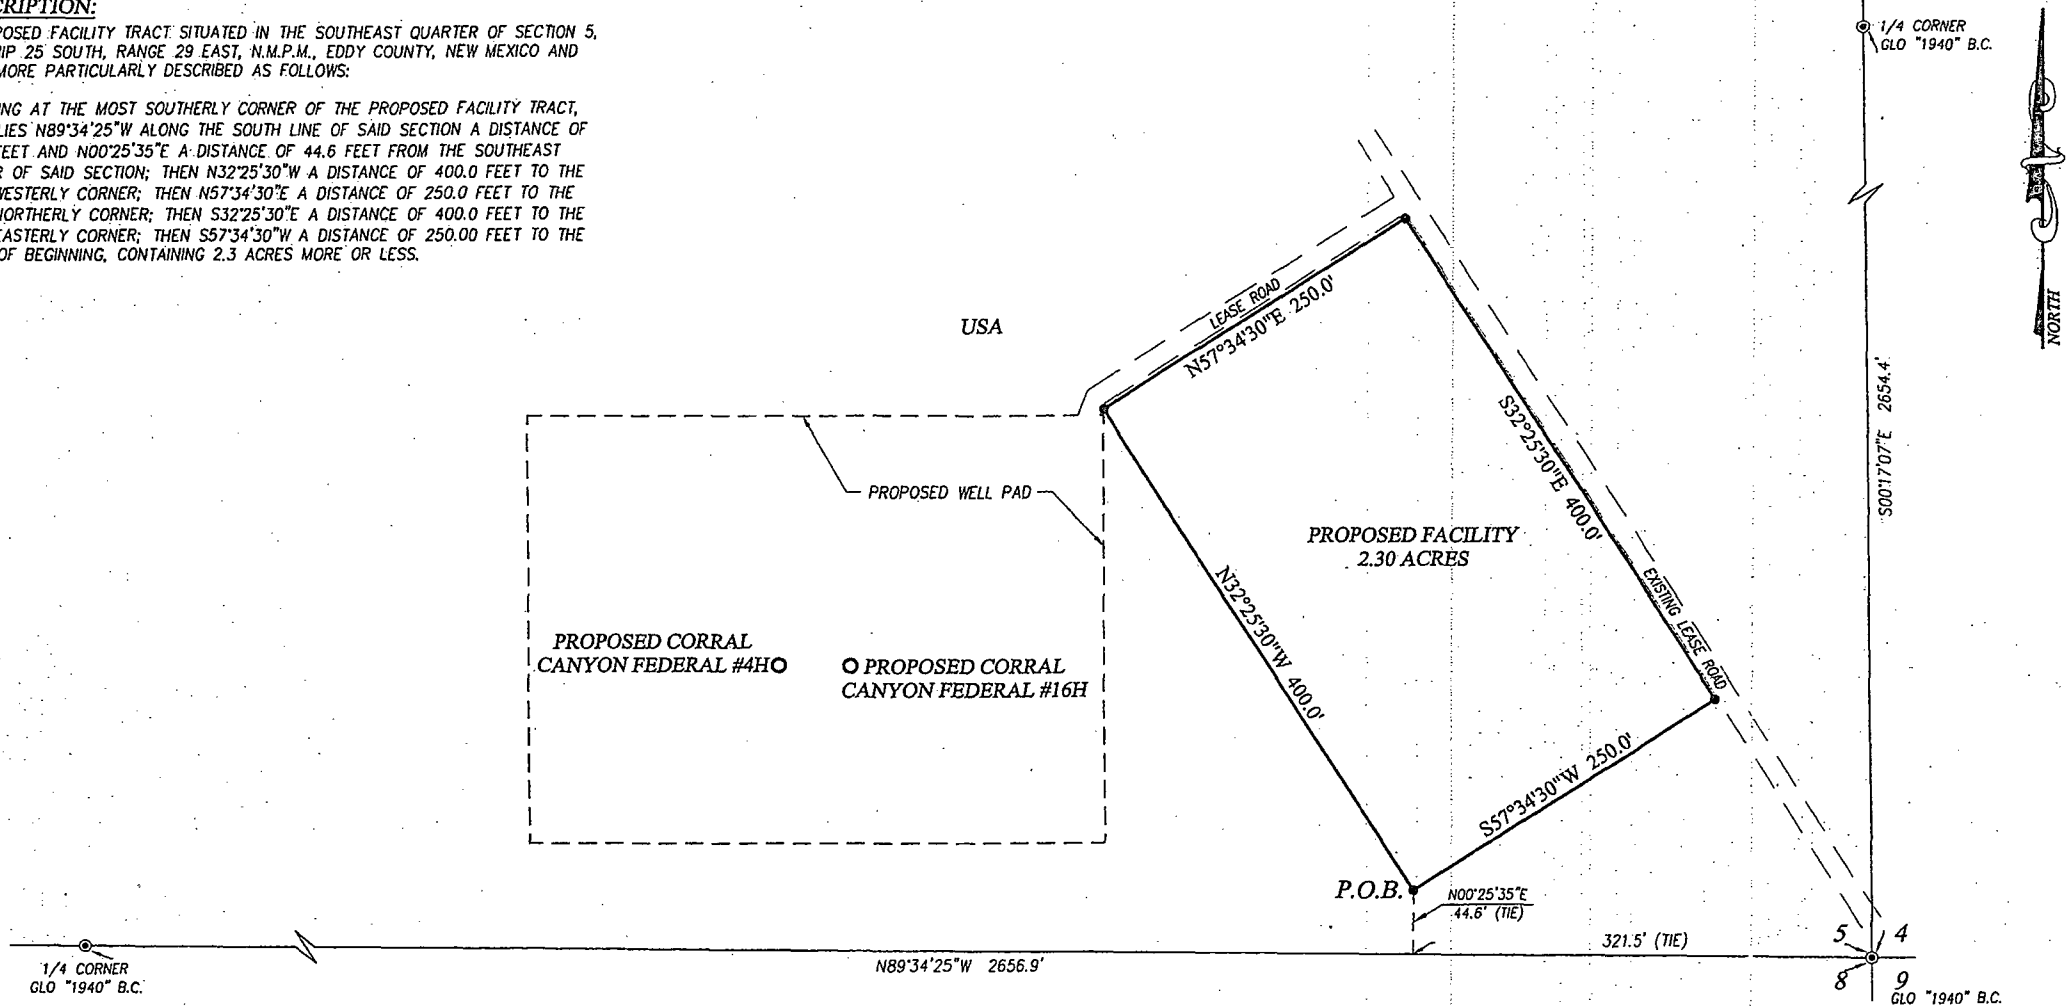 CRIPTION:
POSED FACILITY TRACT SITUATED IN THE SOUTHEAST QUARTER OF SECTION 5,
IP 25 SOUTH, RANGE 29 EAST, N.M.P.M., EDDY COUNTY, NEW MEXICO AND
MORE PARTICULARLY DESCRIBED AS FOLLOWS:
NG AT THE MOST SOUTHERLY CORNER OF THE PROPOSED FACILITY TRACT,
LIES N89°34'25"W ALONG THE SOUTH LINE OF SAID SECTION A DISTANCE OF
FEET AND N00°25'35"E A DISTANCE OF 44.6 FEET FROM THE SOUTHEAST
R OF SAID SECTION; THEN N32°25'30"W A DISTANCE OF 400.0 FEET TO THE
WESTERLY CORNER; THEN N57°34'30"E A DISTANCE OF 250.0 FEET TO THE
NORTHERLY CORNER; THEN S32°25'30"E A DISTANCE OF 400.0 FEET TO THE
EASTERLY CORNER; THEN S57°34'30"W A DISTANCE OF 250.00 FEET TO THE
OF BEGINNING, CONTAINING 2.3 ACRES MORE OR LESS.
1/4 CORNER
GLO "1940" B.C.
NORTH
USA
LEASE ROAD
N57°34'30"E 250.0'
S32°25'30"E 400.0'
S00°17'07"E 2654.4'
PROPOSED WELL PAD
PROPOSED FACILITY
2.30 ACRES
EXISTING LEASE ROAD
N32°25'30"W 400.0'
PROPOSED CORRAL
CANYON FEDERAL #4H
PROPOSED CORRAL
CANYON FEDERAL #16H
S57°34'30"W 250.0'
P.O.B.
N00°25'35"E
44.6' (TIE)
321.5' (TIE)
5 4
8 9
GLO "1940" B.C.
N89°34'25"W 2656.9'
1/4 CORNER
GLO "1940" B.C.